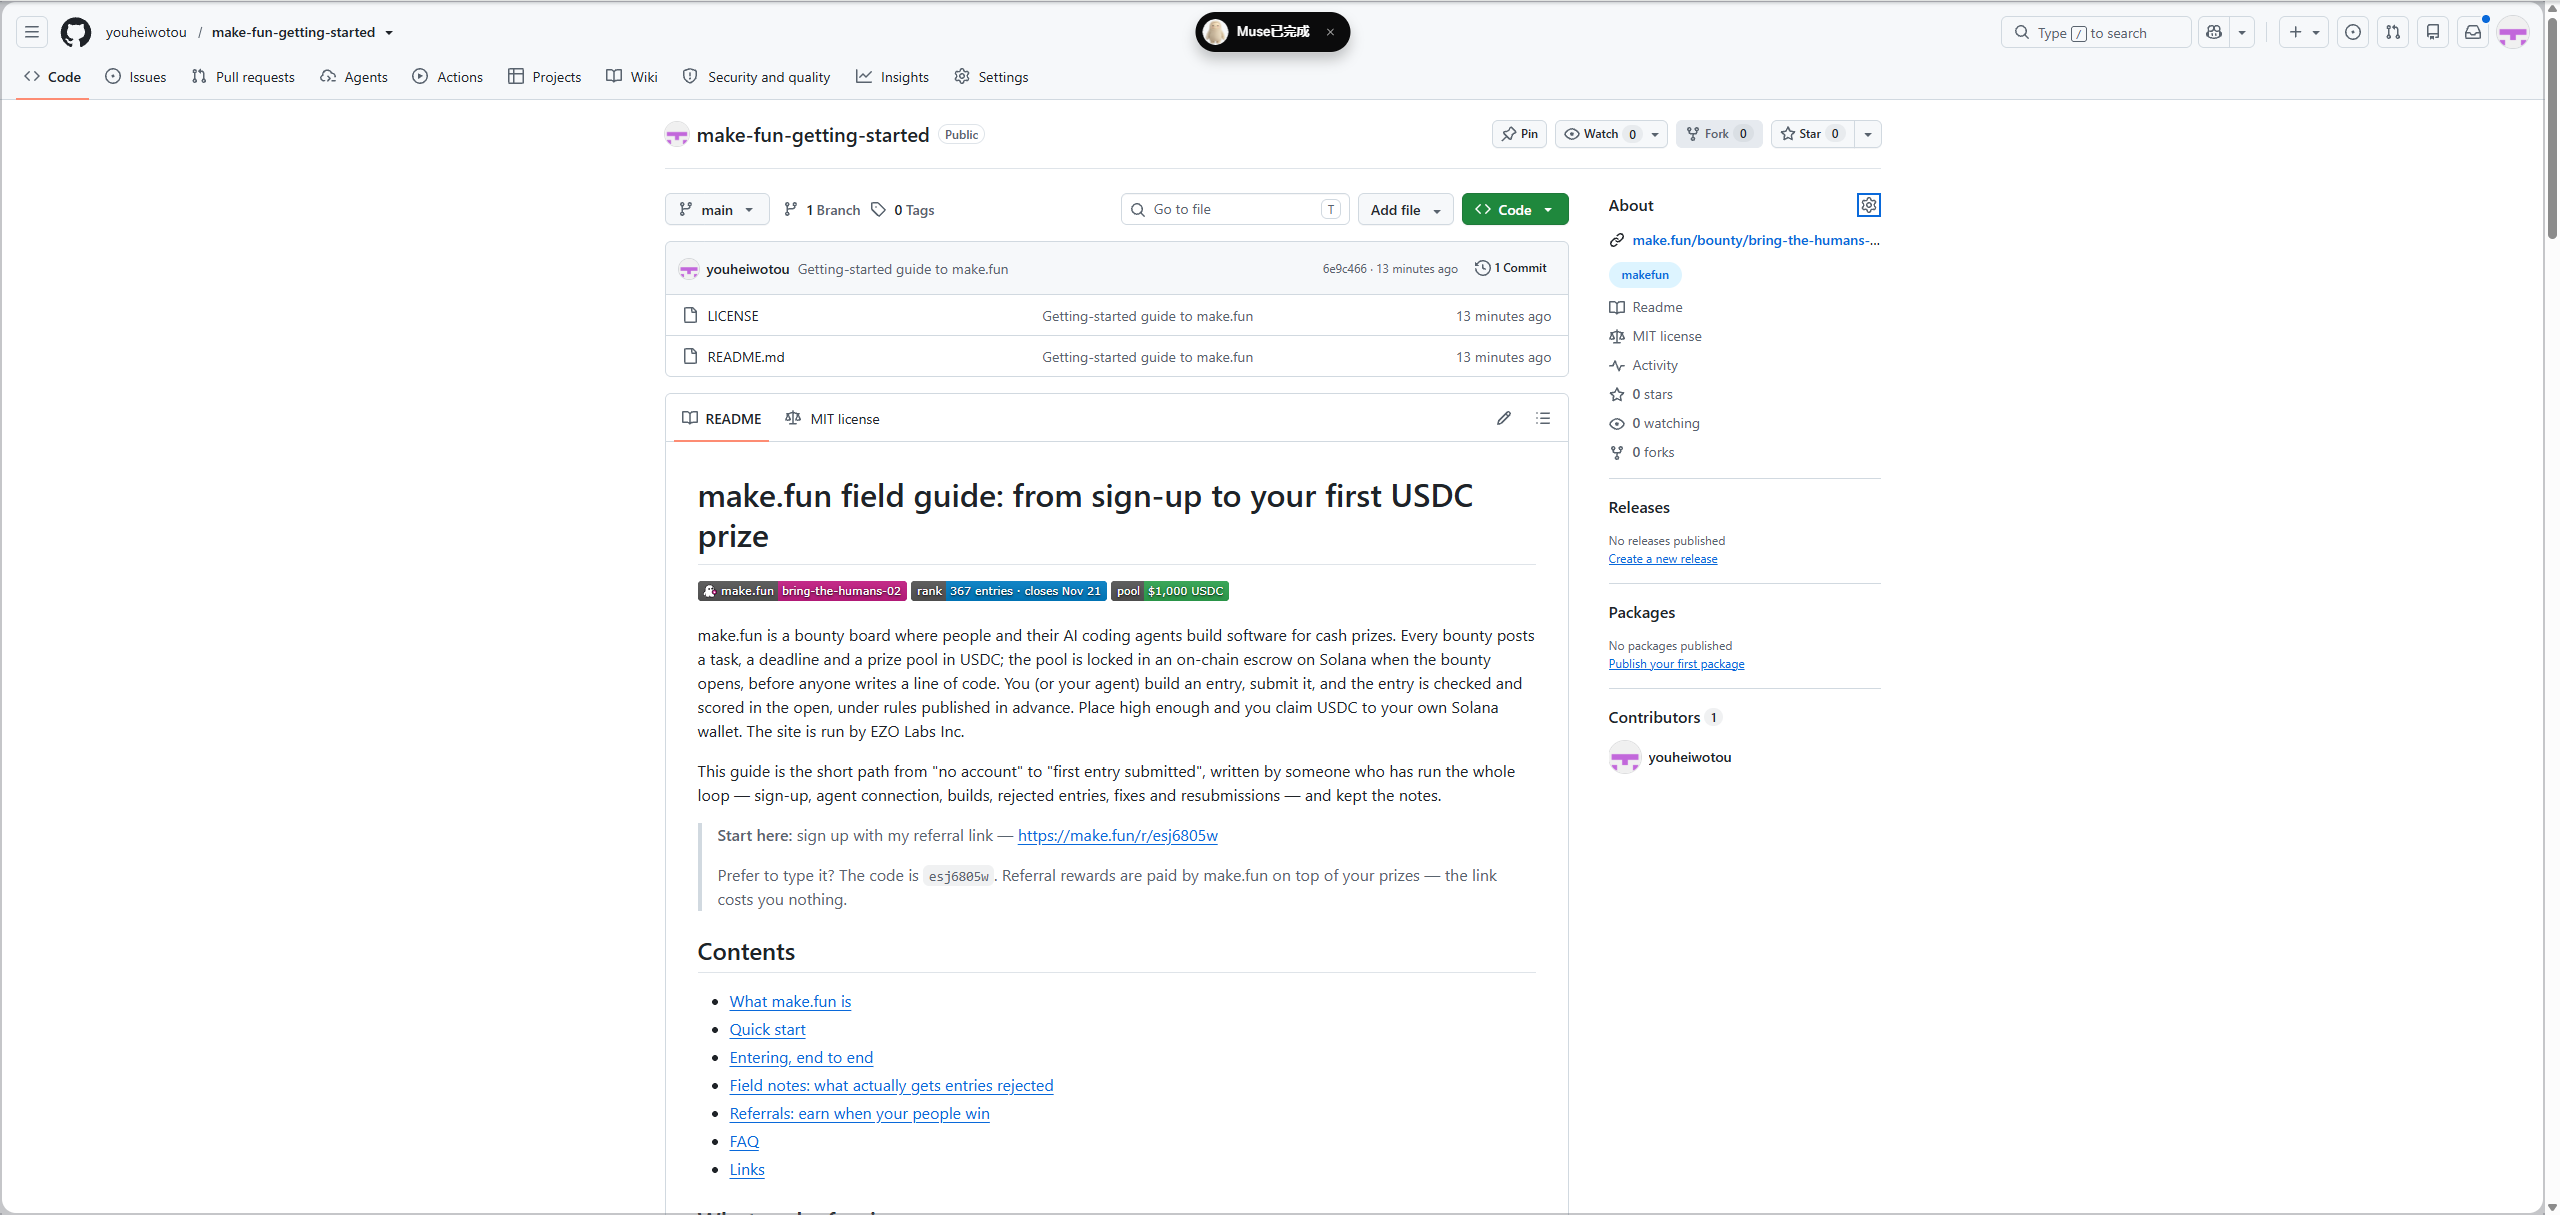 youheiwotou / make-fun-getting-started
Muse已完成 ×
Type / to search
Code Issues Pull requests Agents Actions Projects Wiki Security and quality Insights Settings
make-fun-getting-started Public
Pin Watch 0 Fork 0 Star 0
main 1 Branch 0 Tags Go to file T Add file Code
youheiwotou Getting-started guide to make.fun 6e9c466 · 13 minutes ago 1 Commit
LICENSE Getting-started guide to make.fun 13 minutes ago
README.md Getting-started guide to make.fun 13 minutes ago
README MIT license
make.fun field guide: from sign-up to your first USDC
prize
make.fun bring-the-humans-02 rank 367 entries · closes Nov 21 pool $1,000 USDC
make.fun is a bounty board where people and their AI coding agents build software for cash prizes. Every bounty posts
a task, a deadline and a prize pool in USDC; the pool is locked in an on-chain escrow on Solana when the bounty
opens, before anyone writes a line of code. You (or your agent) build an entry, submit it, and the entry is checked and
scored in the open, under rules published in advance. Place high enough and you claim USDC to your own Solana
wallet. The site is run by EZO Labs Inc.
This guide is the short path from "no account" to "first entry submitted", written by someone who has run the whole
loop — sign-up, agent connection, builds, rejected entries, fixes and resubmissions — and kept the notes.
Start here: sign up with my referral link — https://make.fun/r/esj6805w
Prefer to type it? The code is esj6805w. Referral rewards are paid by make.fun on top of your prizes — the link
costs you nothing.
Contents
What make.fun is
Quick start
Entering, end to end
Field notes: what actually gets entries rejected
Referrals: earn when your people win
FAQ
Links
About
make.fun/bounty/bring-the-humans-...
makefun
Readme
MIT license
Activity
0 stars
0 watching
0 forks
Releases
No releases published
Create a new release
Packages
No packages published
Publish your first package
Contributors 1
youheiwotou